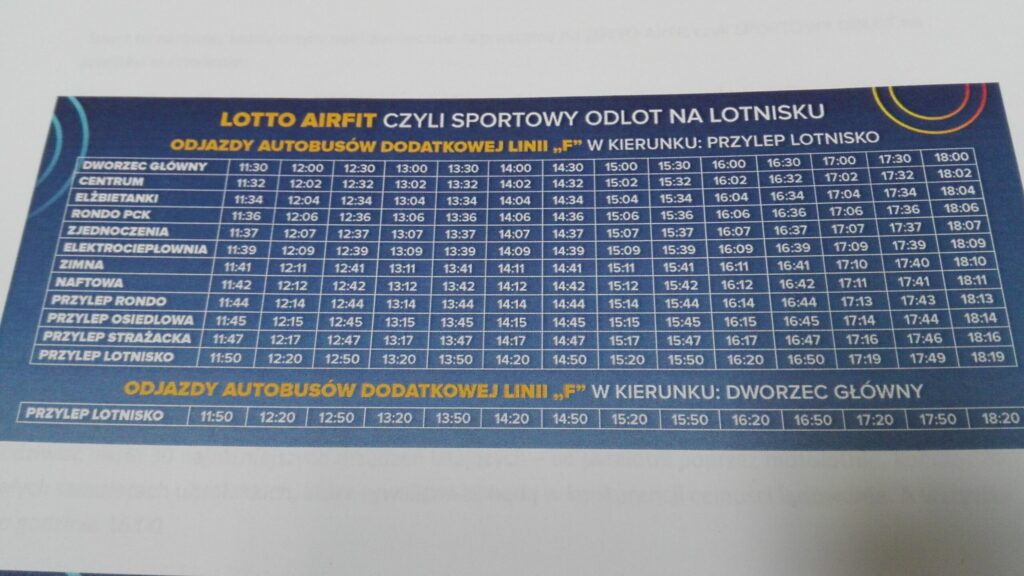 LOTTO AIRFIT CZYLI SPORTOWY ODLOT NA LOTNISKU
ODJAZDY AUTOBUSÓW DODATKOWEJ LINII „F” W KIERUNKU: PRZYLEP LOTNISKO
DWORZEC GŁÓWNY 11:30 12:00 12:30 13:00 13:30 14:00 14:30 15:00 15:30 16:00 16:30 17:00 17:30 18:00
CENTRUM 11:32 12:02 12:32 13:02 13:32 14:02 14:32 15:02 15:32 16:02 16:32 17:02 17:32 18:02
ELŻBIETANKI 11:34 12:04 12:34 13:04 13:34 14:04 14:34 15:04 15:34 16:04 16:34 17:04 17:34 18:04
RONDO PCK 11:36 12:06 12:36 13:06 13:36 14:06 14:36 15:06 15:36 16:06 16:36 17:06 17:36 18:06
ZJEDNOCZENIA 11:37 12:07 12:37 13:07 13:37 14:07 14:37 15:07 15:37 16:07 16:37 17:07 17:37 18:07
ELEKTROCIEPŁOWNIA 11:39 12:09 12:39 13:09 13:39 14:09 14:39 15:09 15:39 16:09 16:39 17:09 17:39 18:09
ZIMNA 11:41 12:11 12:41 13:11 13:41 14:11 14:41 15:11 15:41 16:11 16:41 17:10 17:40 18:10
NAFTOWA 11:42 12:12 12:42 13:12 13:42 14:12 14:42 15:12 15:42 16:12 16:42 17:11 17:41 18:11
PRZYLEP RONDO 11:44 12:14 12:44 13:14 13:44 14:14 14:44 15:14 15:44 16:14 16:44 17:13 17:43 18:13
PRZYLEP OSIEDLOWA 11:45 12:15 12:45 13:15 13:45 14:15 14:45 15:15 15:45 16:15 16:45 17:14 17:44 18:14
PRZYLEP STRAŻACKA 11:47 12:17 12:47 13:17 13:47 14:17 14:47 15:17 15:47 16:17 16:47 17:16 17:46 18:16
PRZYLEP LOTNISKO 11:50 12:20 12:50 13:20 13:50 14:20 14:50 15:20 15:50 16:20 16:50 17:19 17:49 18:19
ODJAZDY AUTOBUSÓW DODATKOWEJ LINII „F” W KIERUNKU: DWORZEC GŁÓWNY
PRZYLEP LOTNISKO 11:50 12:20 12:50 13:20 13:50 14:20 14:50 15:20 15:50 16:20 16:50 17:20 17:50 18:20